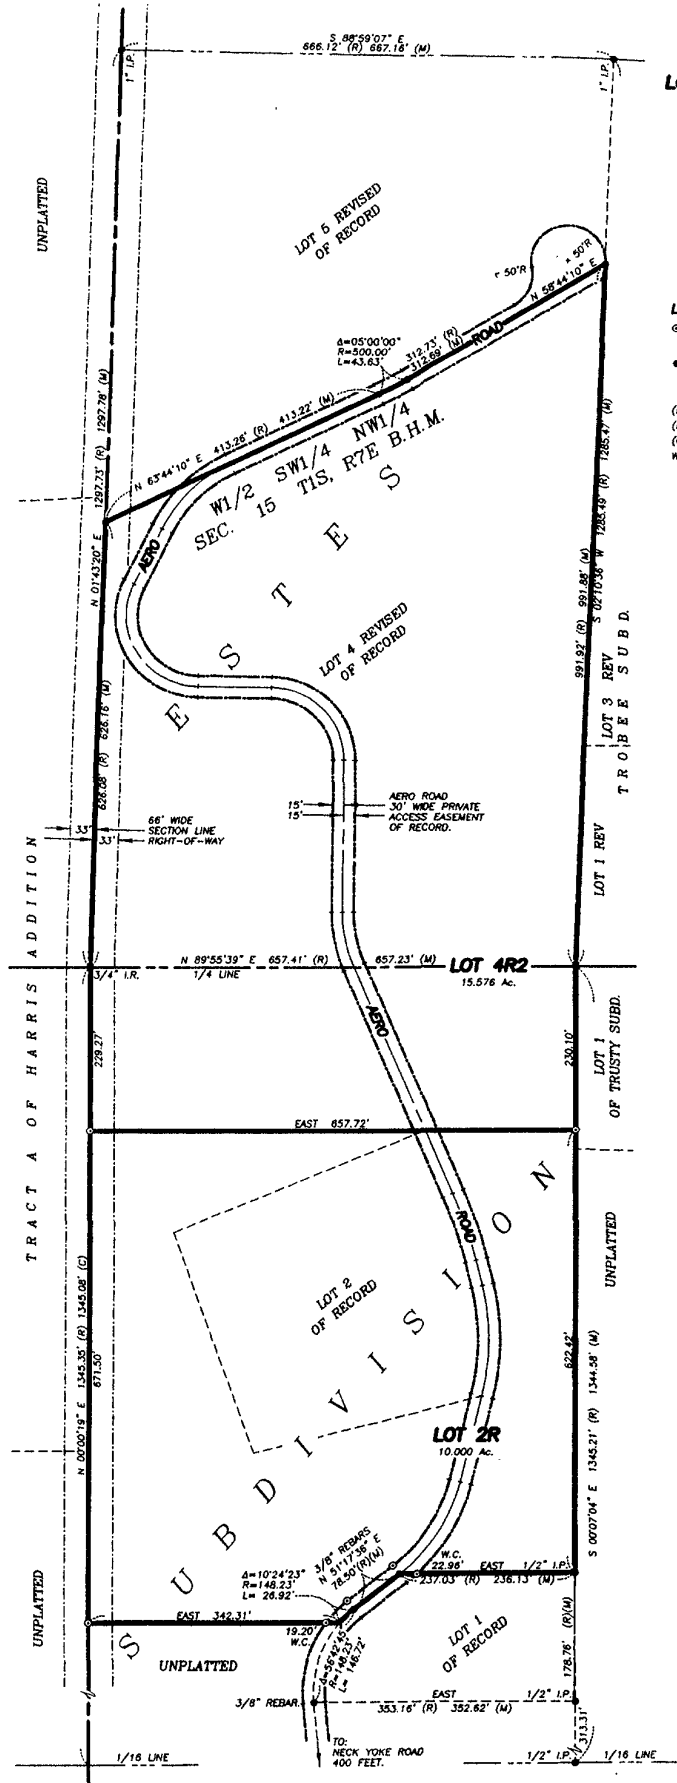 S 88°59'07" E
666.12' (R) 667.16' (M)
1" I.P.
1" I.P.
UNPLATTED
LOT 5 REVISED
OF RECORD
50'R
50'R
N 58°44'10" E
Δ=05°00'00"
R=500.00'
L=43.63'
312.73' (R)
312.69' (M)
ROAD
N 63°44'10" E 413.26' (R) 413.22' (M)
W1/2 SW1/4 NW1/4
SEC. 15 T1S, R7E B.H.M.
N 01°43'20" E 1297.73' (R) 1297.78' (M)
S 02°10'36" W 1285.49' (R) 1285.47' (M)
991.92' (R) 991.88' (M)
AERO
ESTES
LOT 4 REVISED
OF RECORD
LOT 3 REV
TROBEE SUBD.
LOT 1 REV
626.08' (R) 626.16' (M)
15'
15'
AERO ROAD
30' WIDE PRIVATE
ACCESS EASEMENT
OF RECORD.
33'
33'
66' WIDE
SECTION LINE
RIGHT-OF-WAY
TRACT A OF HARRIS ADDITION
N 89°55'39" E 657.41' (R) 657.23' (M)
3/4" I.R.
1/4 LINE
LOT 4R2
15.576 Ac.
229.27'
AERO
230.10'
LOT 1
OF TRUSTY SUBD.
EAST 657.72'
ROAD
UNPLATTED
LOT 2
OF RECORD
SUBDIVISION
N 00°00'19" E 1345.35' (R) 1345.08' (C)
671.50'
622.42'
S 00°07'04" E 1345.21' (R) 1344.58' (M)
LOT 2R
10.000 Ac.
3/8" REBARS
N 51°17'36" E
78.50'(R)(M)
Δ=10°24'23"
R=148.23'
L= 26.92'
W.C.
22.96'
EAST 1/2" I.P.
237.03' (R) 236.13' (M)
EAST 342.31'
19.20'
W.C.
Δ=56°42'45"
R=148.23'
L= 146.72'
LOT 1
OF RECORD
178.76' (R)(M)
UNPLATTED
UNPLATTED
3/8" REBAR
EAST 1/2" I.P.
353.16' (R) 352.62' (M)
313.31'
TO:
NECK YOKE ROAD
400 FEET.
1/16 LINE
1/2" I.P.
1/16 LINE